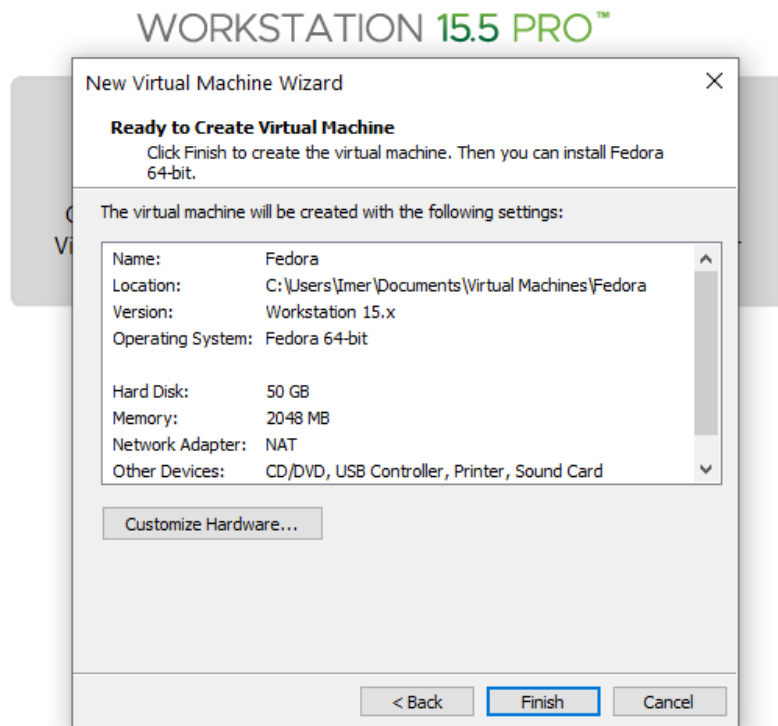 WORKSTATION 15.5 PRO™
New Virtual Machine Wizard
Ready to Create Virtual Machine
Click Finish to create the virtual machine. Then you can install Fedora
64-bit.
The virtual machine will be created with the following settings:
Name: Fedora
Location: C:\Users\Imer\Documents\Virtual Machines\Fedora
Version: Workstation 15.x
Operating System: Fedora 64-bit
Hard Disk: 50 GB
Memory: 2048 MB
Network Adapter: NAT
Other Devices: CD/DVD, USB Controller, Printer, Sound Card
Customize Hardware...
< Back Finish Cancel